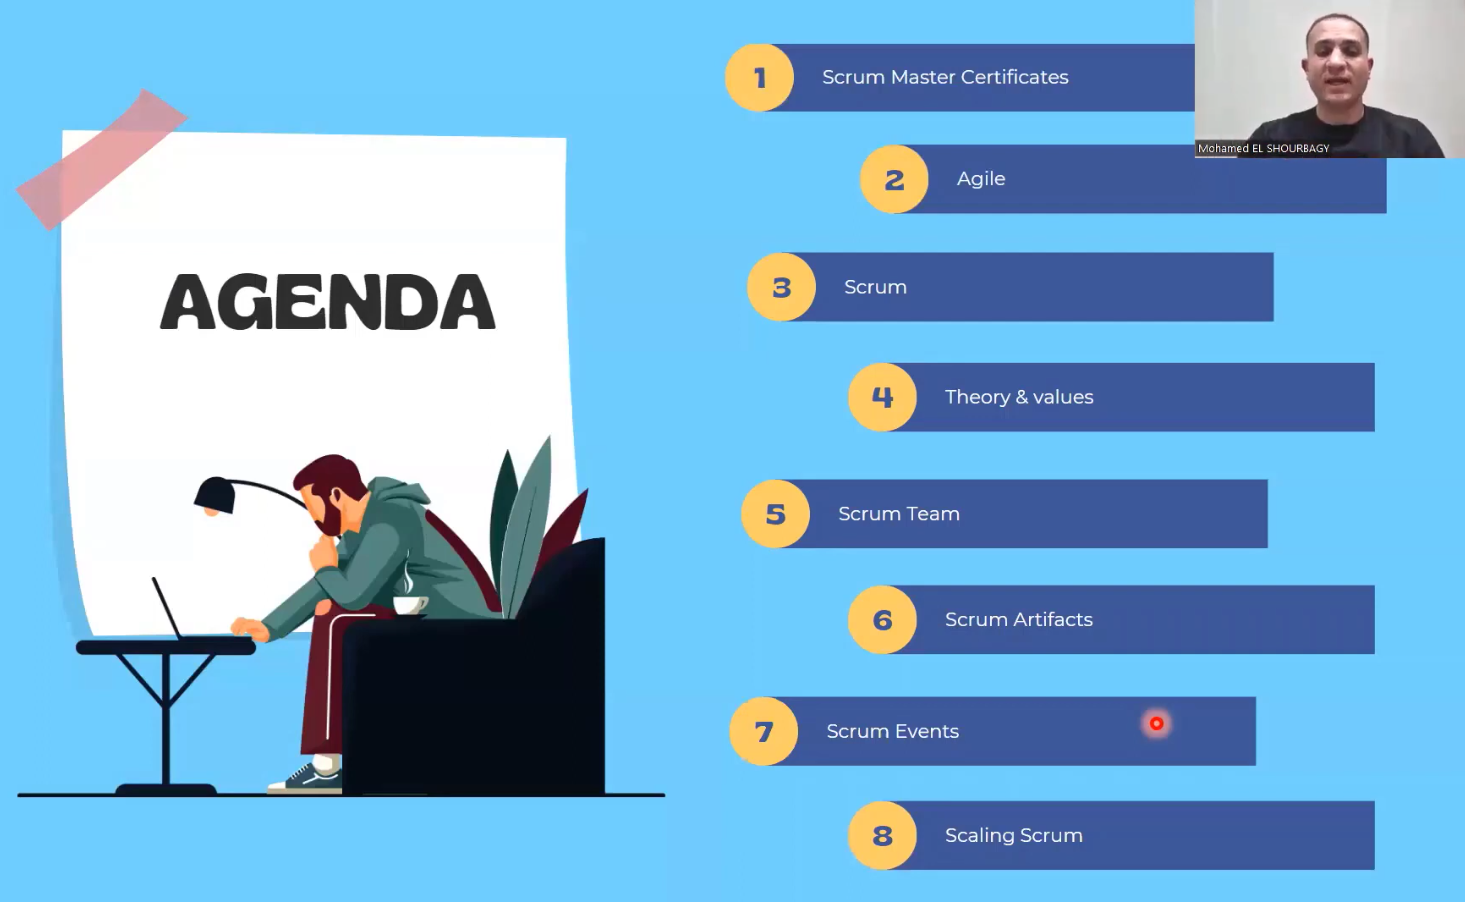 AGENDA
1
Scrum Master Certificates
2
Agile
3
Scrum
4
Theory & values
5
Scrum Team
6
Scrum Artifacts
7
Scrum Events
8
Scaling Scrum
Mohamed EL SHOURBAGY